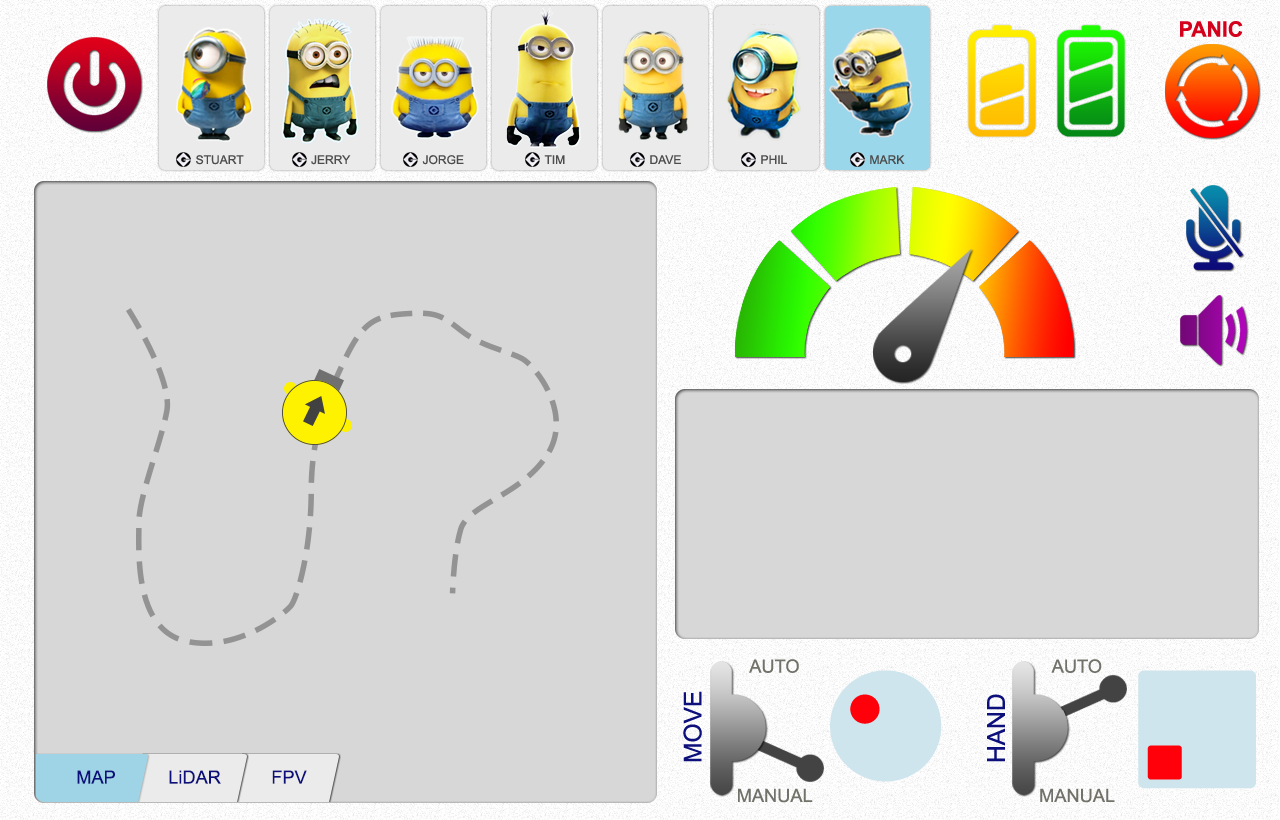 PANIC
STUART
JERRY
JORGE
TIM
DAVE
PHIL
MARK
MAP
LiDAR
FPV
MOVE
AUTO
MANUAL
HAND
AUTO
MANUAL